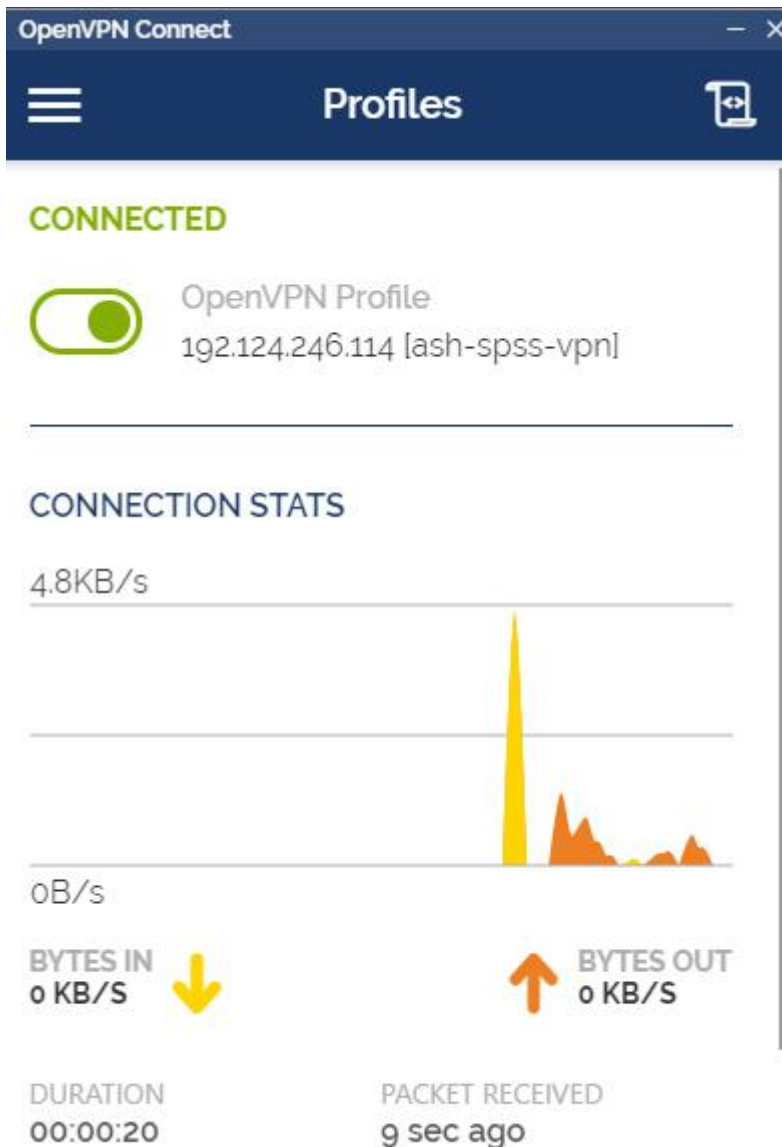 OpenVPN Connect
Profiles
CONNECTED
OpenVPN Profile
192.124.246.114 [ash-spss-vpn]
CONNECTION STATS
4.8KB/s
0B/s
BYTES IN
0 KB/S
BYTES OUT
0 KB/S
DURATION
00:00:20
PACKET RECEIVED
9 sec ago